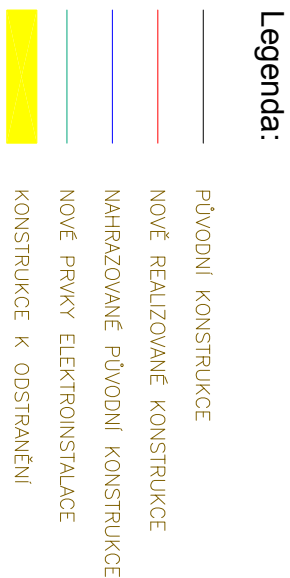 Legenda:
PŮVODNÍ KONSTRUKCE
NOVĚ REALIZOVANÉ KONSTRUKCE
NAHRAZOVANÉ PŮVODNÍ KONSTRUKCE
NOVÉ PRVKY ELEKTROINSTALACE
KONSTRUKCE K ODSTRANĚNÍ